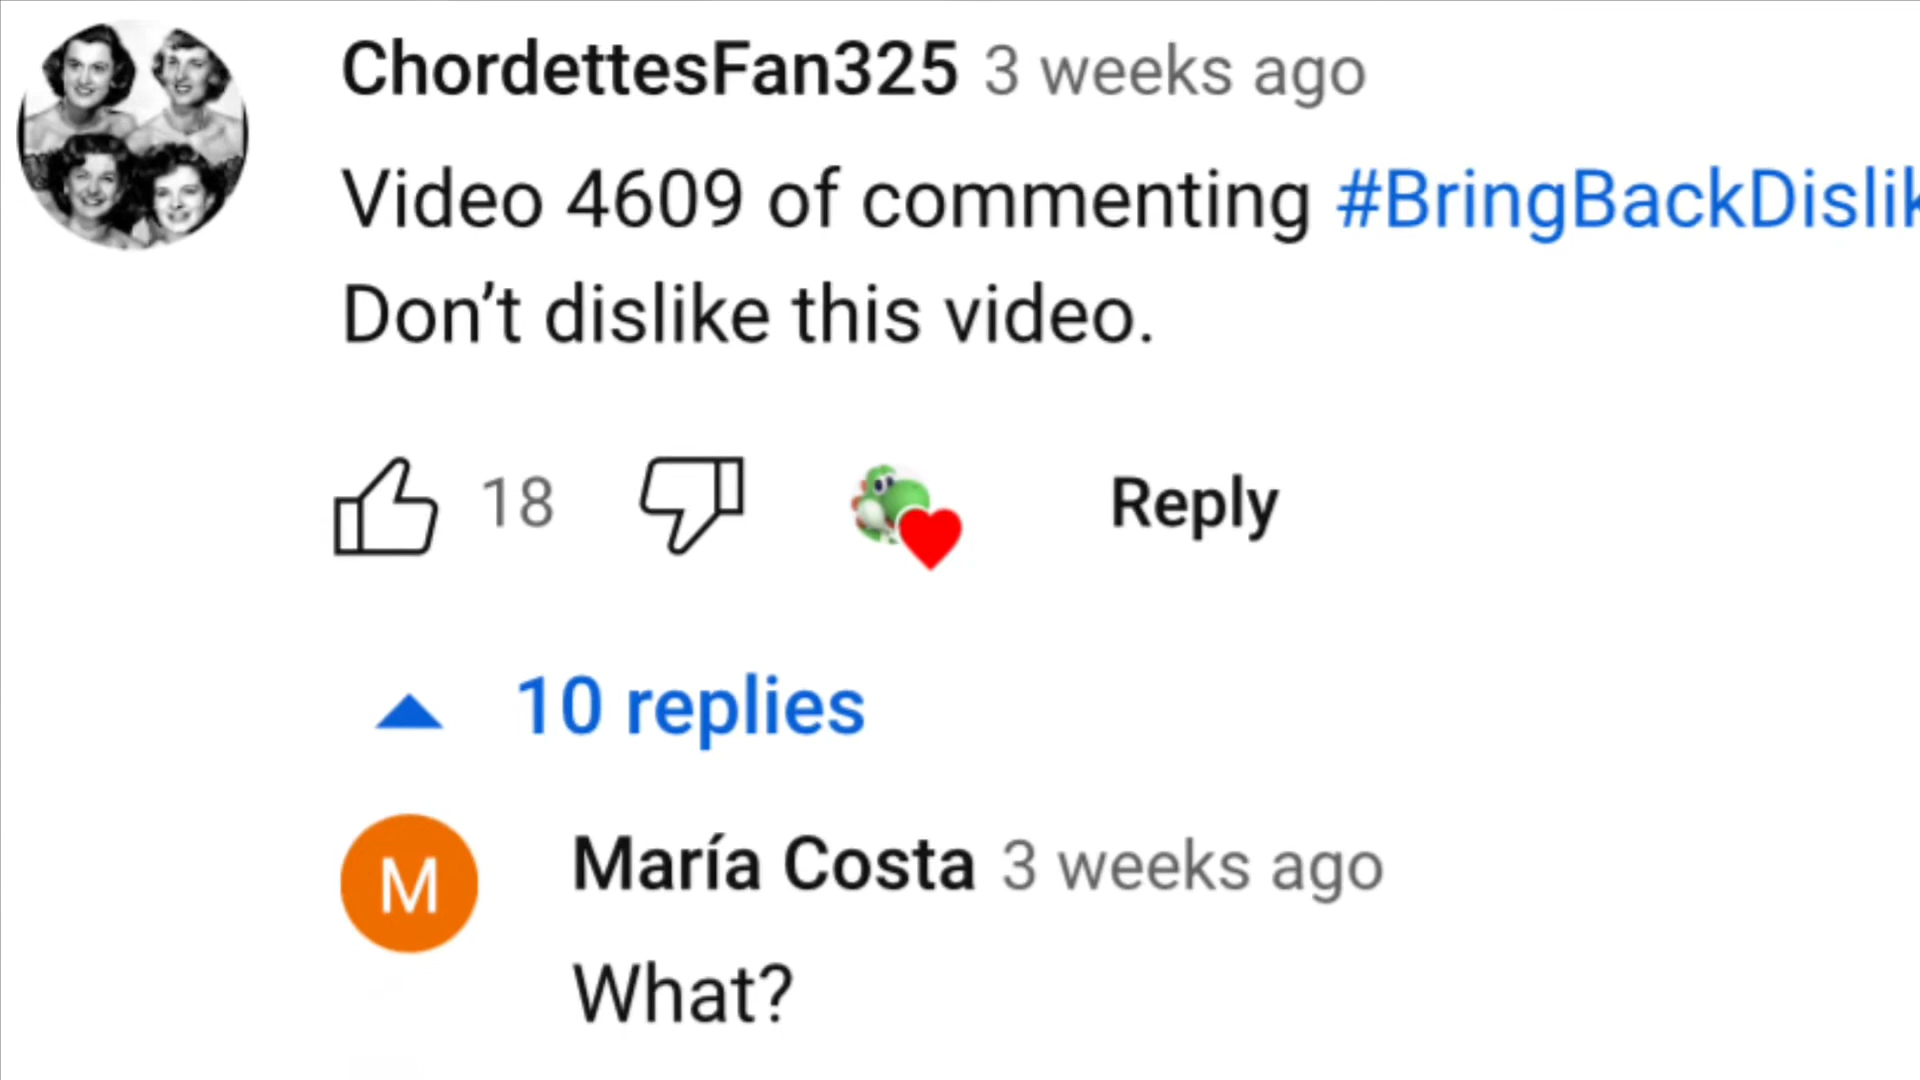 ChordettesFan325 3 weeks ago
Video 4609 of commenting #BringBackDislik
Don’t dislike this video.
18 Reply
10 replies
M
María Costa 3 weeks ago
What?